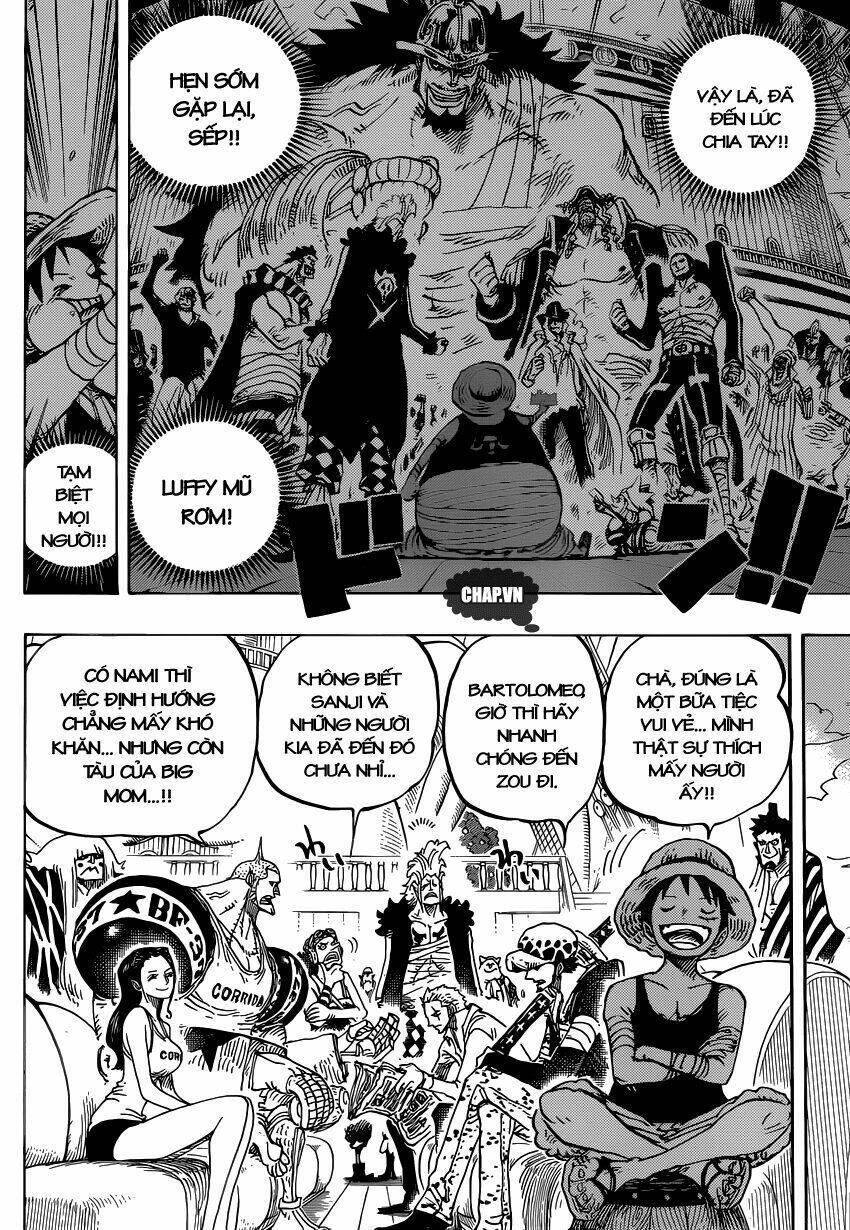 VẬY LÀ, ĐÃ
ĐẾN LÚC
CHIA TAY!!
HẸN SỚM
GẶP LẠI,
SẾP!!
LUFFY MŨ
RƠM!
TẠM
BIỆT
MỌI
NGƯỜI!!!
CHAP.VN
CHÀ, ĐÚNG LÀ
MỘT BỮA TIỆC
VUI VẺ... MÌNH
THẬT SỰ THÍCH
MẤY NGƯỜI
ẤY!!
BARTOLOMEO,
GIỜ THÌ HÃY
NHANH
CHÓNG ĐẾN
ZOU ĐI.
KHÔNG BIẾT
SANJI VÀ
NHỮNG NGƯỜI
KIA ĐÃ ĐẾN ĐÓ
CHƯA NHỈ...
CÓ NAMI THÌ
VIỆC ĐỊNH HƯỚNG
CHẲNG MẤY KHÓ
KHĂN... NHƯNG CÒN
TÀU CỦA BIG
MOM...!!
ST★BF-S
CORRIDA
CORRI